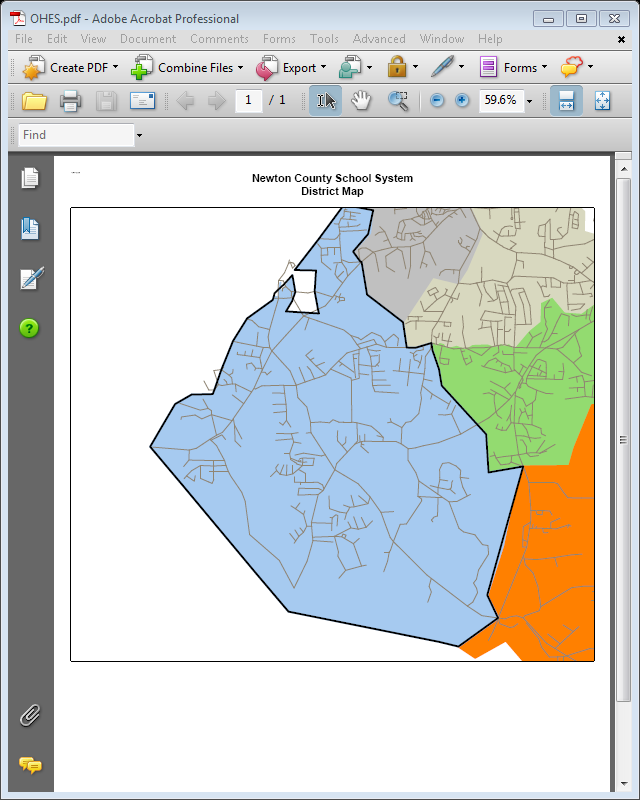 OHES.pdf - Adobe Acrobat Professional
File Edit View Document Comments Forms Tools Advanced Window Help
Create PDF Combine Files Export Forms
1 / 1 59.6%
Find
Newton County School System
District Map